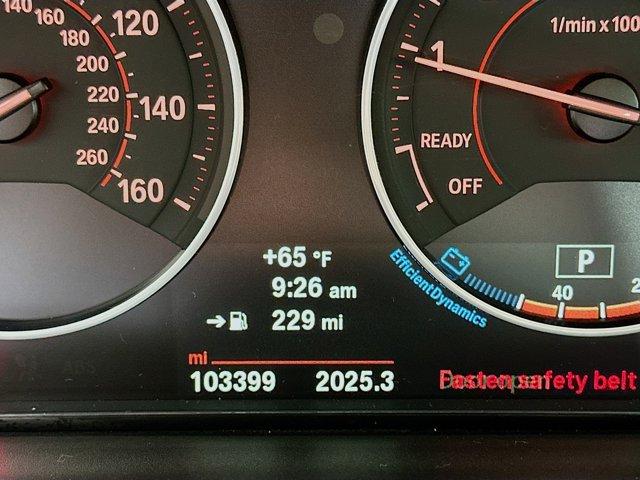 140
160
180
200
220
240
260
120
140
160
+65 °F
9:26 am
229 mi
mi
103399 2025.3
1/min x 100
1
READY
OFF
EfficientDynamics
P
40
Fasten safety belt